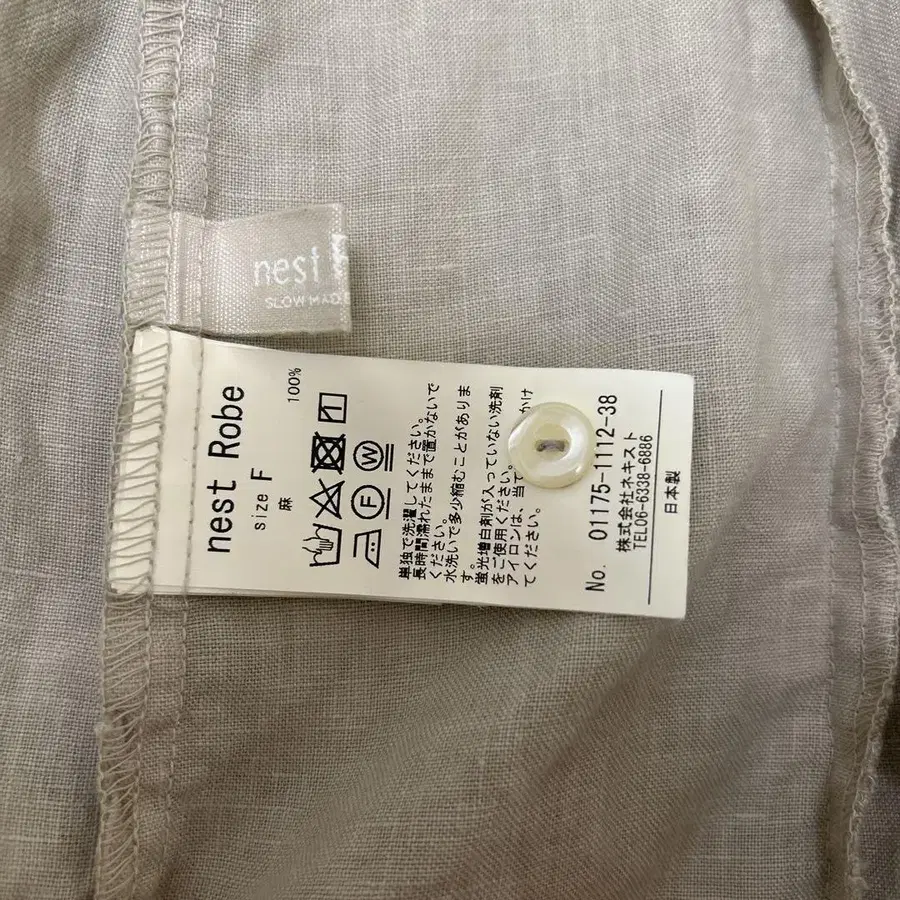 nest
SLOW MADE
nest Robe
size F
麻 100%
単独で洗濯してください。
長時間濡れたままで置かないで
ください。
水洗いで多少縮むことがありま
す。
蛍光増白剤が入っていない洗剤
をご使用ください。
アイロンは、当て かけ
てください。
No. 01175-1112-38
株式会社ネキスト
TEL06-6338-6886
日本製